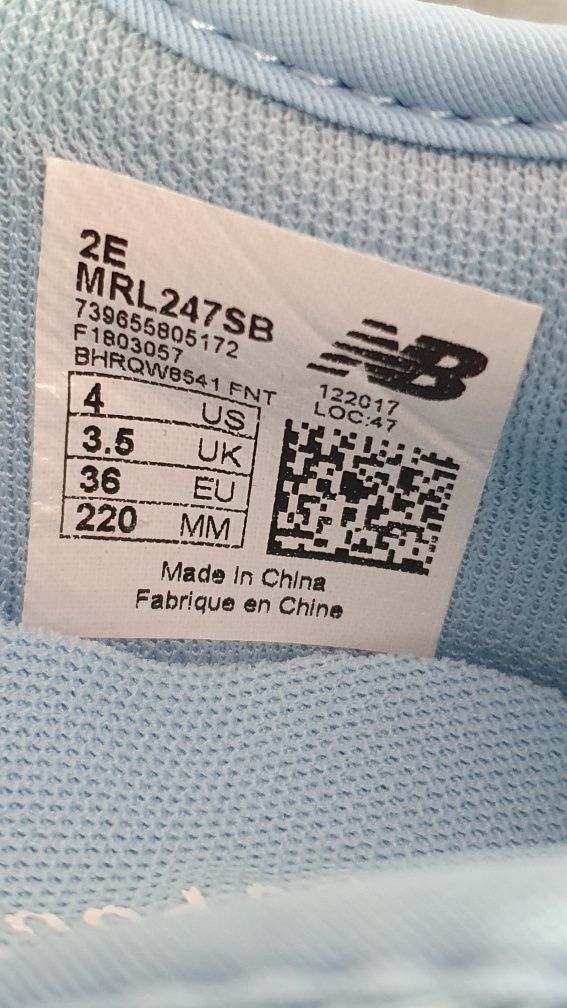 2E
MRL247SB
739655805172
F1803057
BHRQW8541 FNT
NB
122017
LOC:47
4 US
3.5 UK
36 EU
220 MM
Made in China
Fabrique en Chine